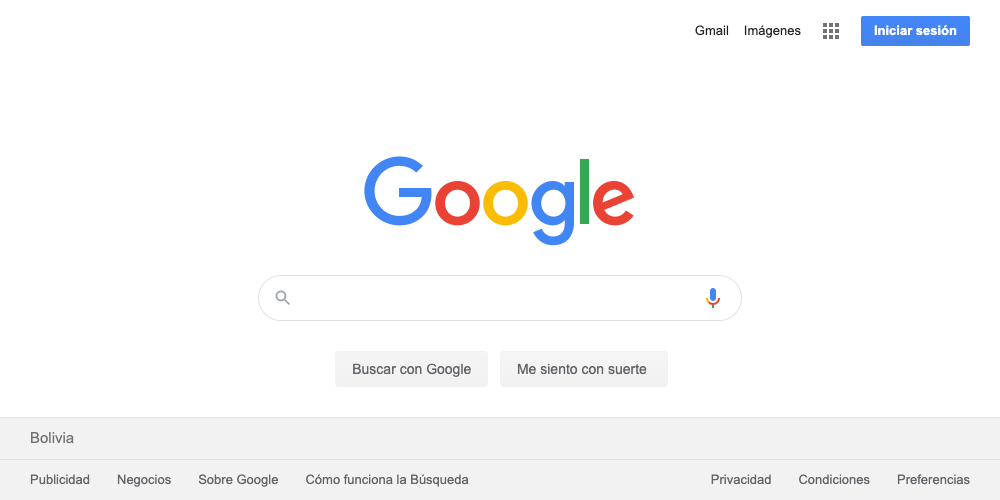 Gmail Imágenes Iniciar sesión
Google
Buscar con Google Me siento con suerte
Bolivia
Publicidad Negocios Sobre Google Cómo funciona la Búsqueda Privacidad Condiciones Preferencias